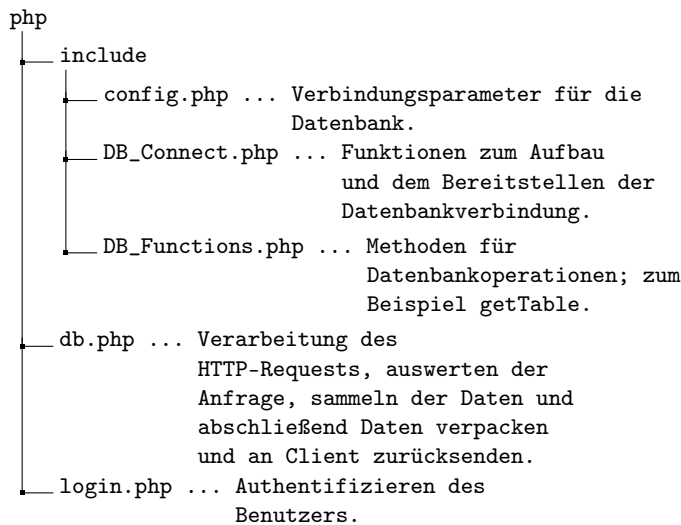 php
include
config.php ... Verbindungsparameter für die
Datenbank.
DB_Connect.php ... Funktionen zum Aufbau
und dem Bereitstellen der
Datenbankverbindung.
DB_Functions.php ... Methoden für
Datenbankoperationen; zum
Beispiel getTable.
db.php ... Verarbeitung des
HTTP-Requests, auswerten der
Anfrage, sammeln der Daten und
abschließend Daten verpacken
und an Client zurücksenden.
login.php ... Authentifizieren des
Benutzers.